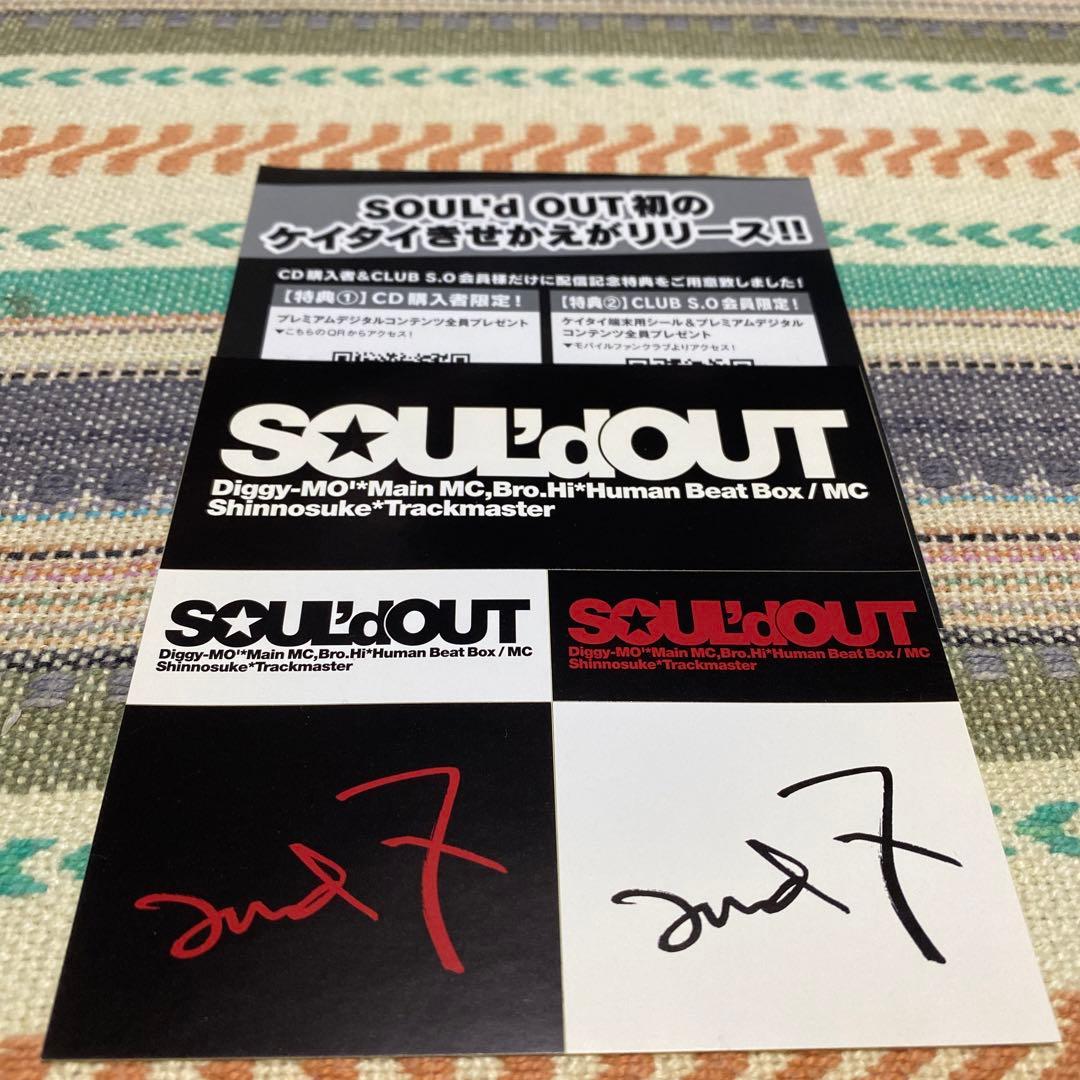 SOUL'd OUT 初の
ケイタイきせかえがリリース!!
CD購入者&CLUB S.O会員様だけに配信記念特典をご用意致しました!
【特典①】CD購入者限定!
プレミアムデジタルコンテンツ全員プレゼント
▼こちらのQRからアクセス!
【特典②】CLUB S.O会員限定!
ケイタイ端末用シール&プレミアムデジタル
コンテンツ全員プレゼント
▼モバイルファンクラブよりアクセス!
SOUL'd OUT
Diggy-MO'*Main MC,Bro.Hi*Human Beat Box / MC
Shinnosuke*Trackmaster
SOUL'd OUT
Diggy-MO'*Main MC,Bro.Hi*Human Beat Box / MC
Shinnosuke*Trackmaster
SOUL'd OUT
Diggy-MO'*Main MC,Bro.Hi*Human Beat Box / MC
Shinnosuke*Trackmaster
and 7
and 7